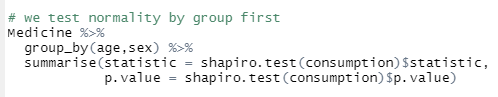 # we test normality by group first
Medicine %>%
  group_by(age,sex) %>%
  summarise(statistic = shapiro.test(consumption)$statistic,
            p.value = shapiro.test(consumption)$p.value)